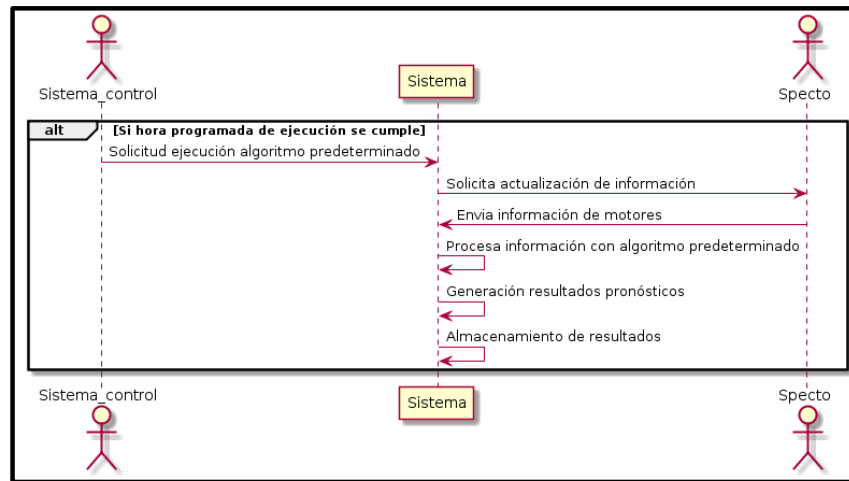 Sistema_control
Sistema
Specto
alt [Si hora programada de ejecución se cumple]
Solicitud ejecución algoritmo predeterminado
Solicita actualización de información
Envia información de motores
Procesa información con algoritmo predeterminado
Generación resultados pronósticos
Almacenamiento de resultados
Sistema_control
Sistema
Specto